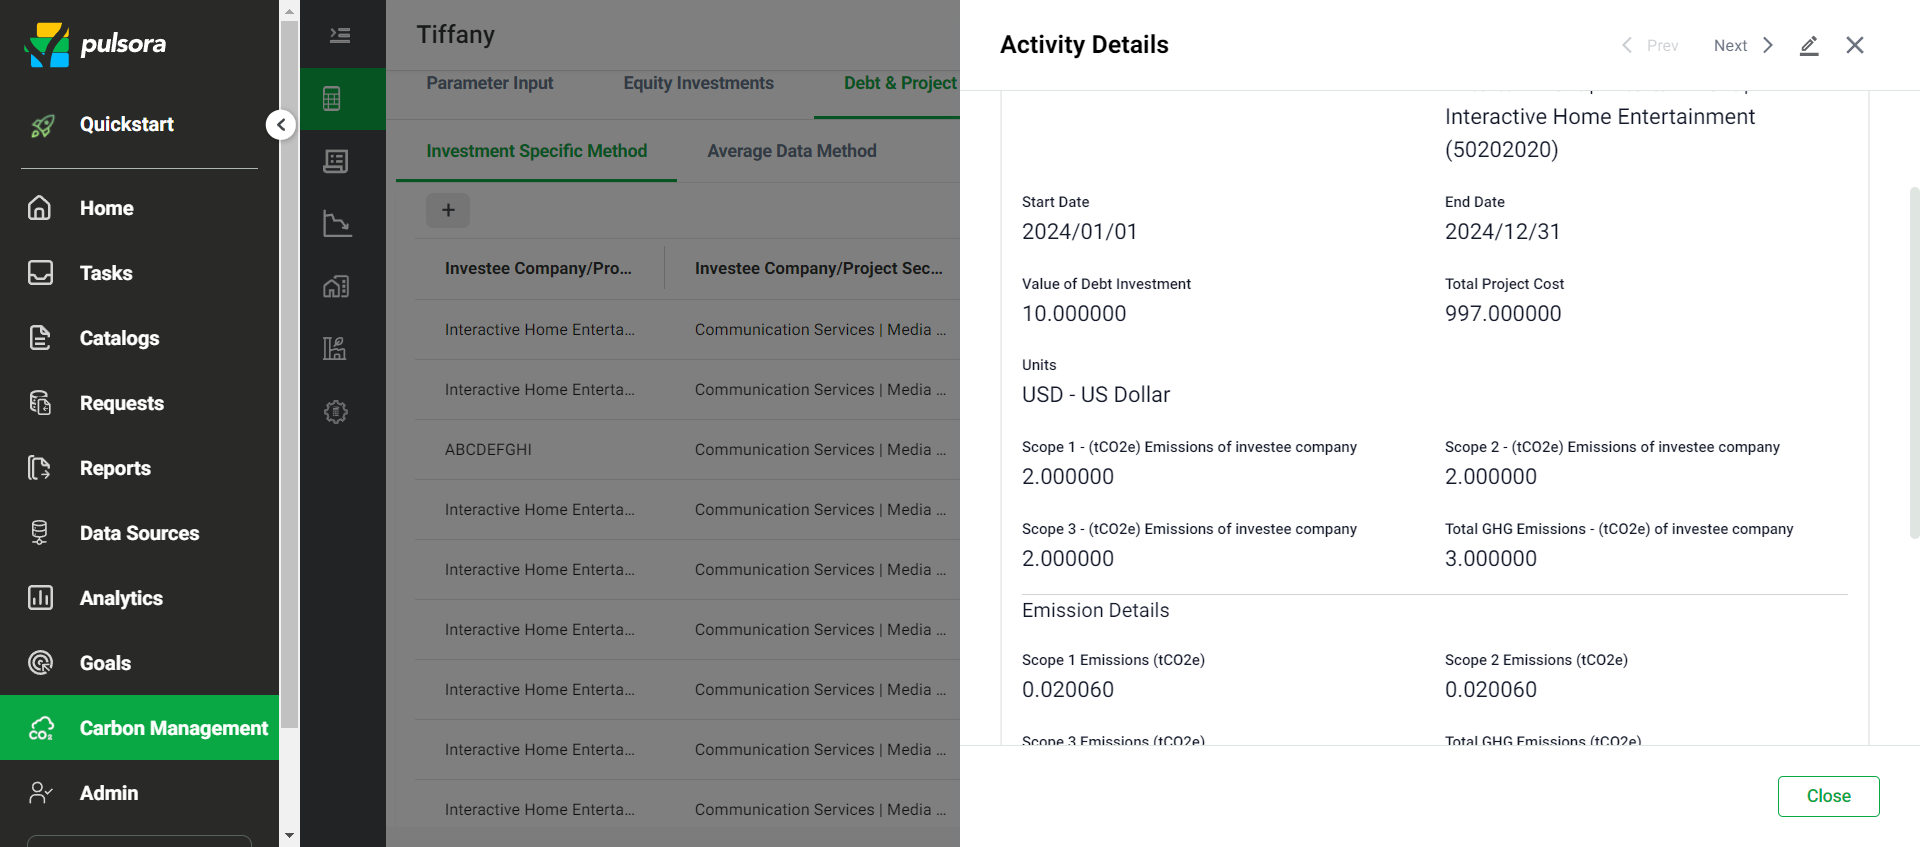 pulsora
Quickstart
Home
Tasks
Catalogs
Requests
Reports
Data Sources
Analytics
Goals
CO₂
Carbon Management
Admin
Tiffany
Parameter Input
Equity Investments
Debt & Project
Investment Specific Method
Average Data Method
+
Investee Company/Pro...
Investee Company/Project Sec...
Interactive Home Enterta...
Communication Services | Media ...
Interactive Home Enterta...
Communication Services | Media ...
ABCDEFGHI
Communication Services | Media ...
Interactive Home Enterta...
Communication Services | Media ...
Interactive Home Enterta...
Communication Services | Media ...
Interactive Home Enterta...
Communication Services | Media ...
Interactive Home Enterta...
Communication Services | Media ...
Interactive Home Enterta...
Communication Services | Media ...
Interactive Home Enterta...
Communication Services | Media ...
Activity Details
Prev
Next
Interactive Home Entertainment
(50202020)
Start Date
2024/01/01
End Date
2024/12/31
Value of Debt Investment
10.000000
Total Project Cost
997.000000
Units
USD - US Dollar
Scope 1 - (tCO2e) Emissions of investee company
2.000000
Scope 2 - (tCO2e) Emissions of investee company
2.000000
Scope 3 - (tCO2e) Emissions of investee company
2.000000
Total GHG Emissions - (tCO2e) of investee company
3.000000
Emission Details
Scope 1 Emissions (tCO2e)
0.020060
Scope 2 Emissions (tCO2e)
0.020060
Scope 3 Emissions (tCO2e)
Total GHG Emissions (tCO2e)
Close